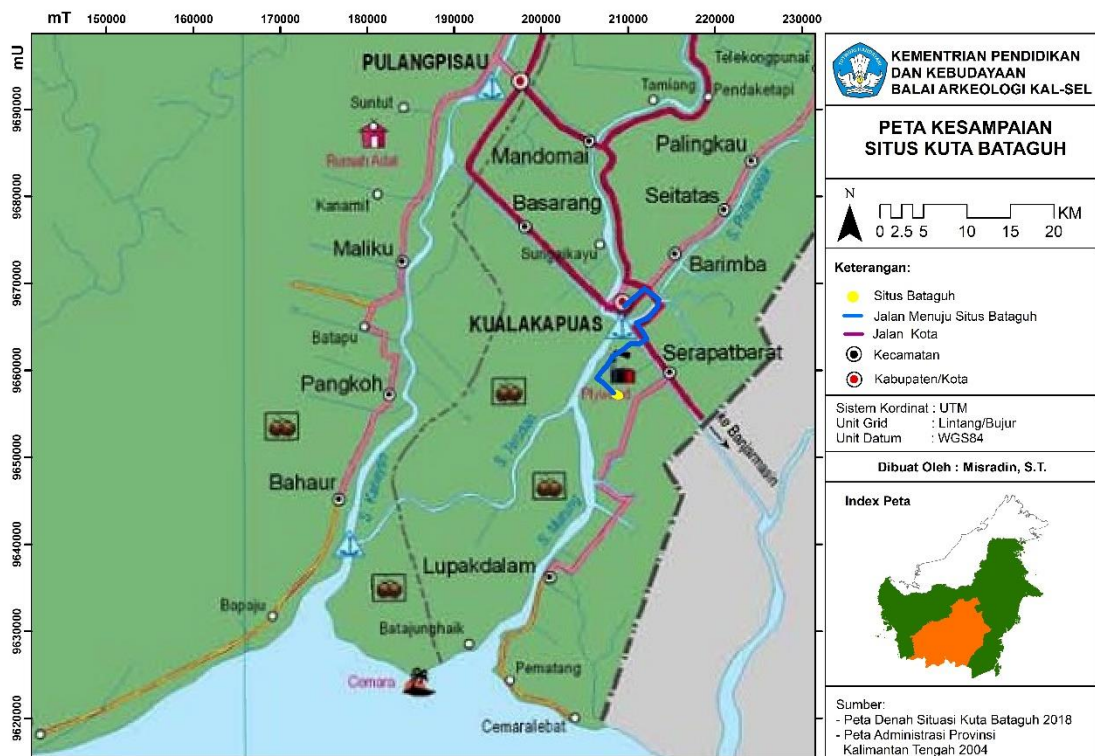 mT
150000 160000 170000 180000 190000 200000 210000 220000 230000
mU
9690000
9680000
9670000
9660000
9650000
9640000
9630000
9620000
PULANGPISAU
Telekongpunai
Tamiang
Pendaketapi
Suntut
Rumah Adat
Mandomai
Palingkau
Kanamit
Basarang
Seitatas
Sungaikayu
Maliku
Barimba
KUALAKAPUAS
Batapu
Serapatbarat
Pangkoh
Plywood
ke Banjarmasin
S. Terusan
Bahaur
S. Kahayan
S. Murung
Lupakdalam
Bapaju
Batajunghaik
Pematang
Cemara
Cemaralebat
KEMENTRIAN PENDIDIKAN
DAN KEBUDAYAAN
BALAI ARKEOLOGI KAL-SEL
PETA KESAMPAIAN
SITUS KUTA BATAGUH
N
0 2.5 5 10 15 20 KM
Keterangan:
Situs Bataguh
Jalan Menuju Situs Bataguh
Jalan Kota
Kecamatan
Kabupaten/Kota
Sistem Kordinat : UTM
Unit Grid : Lintang/Bujur
Unit Datum : WGS84
Dibuat Oleh : Misradin, S.T.
Index Peta
Sumber:
- Peta Denah Situasi Kuta Bataguh 2018
- Peta Administrasi Provinsi
Kalimantan Tengah 2004